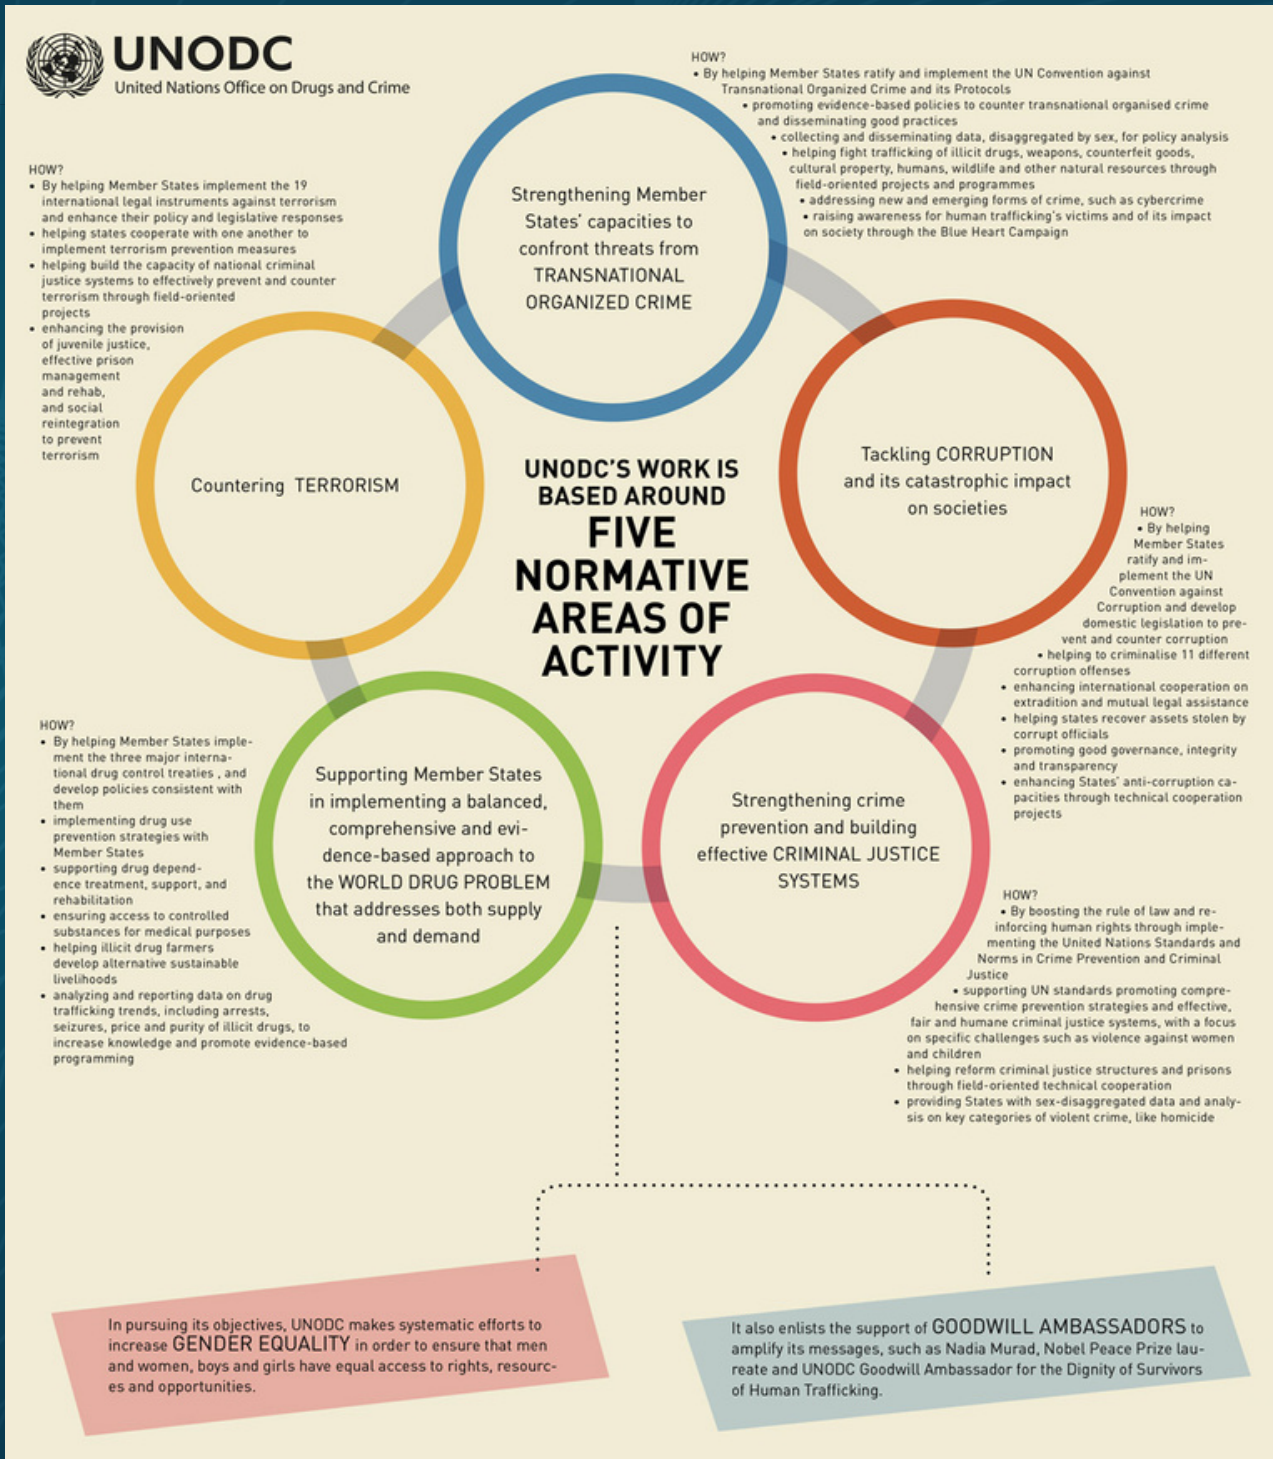 UNODC
United Nations Office on Drugs and Crime
HOW?
• By helping Member States ratify and implement the UN Convention against
Transnational Organized Crime and its Protocols
• promoting evidence-based policies to counter transnational organised crime
and disseminating good practices
• collecting and disseminating data, disaggregated by sex, for policy analysis
• helping fight trafficking of illicit drugs, weapons, counterfeit goods,
cultural property, humans, wildlife and other natural resources through
field-oriented projects and programmes
• addressing new and emerging forms of crime, such as cybercrime
• raising awareness for human trafficking's victims and of its impact
on society through the Blue Heart Campaign
Strengthening Member
States' capacities to
confront threats from
TRANSNATIONAL
ORGANIZED CRIME
HOW?
• By helping Member States implement the 19
international legal instruments against terrorism
and enhance their policy and legislative responses
• helping states cooperate with one another to
implement terrorism prevention measures
• helping build the capacity of national criminal
justice systems to effectively prevent and counter
terrorism through field-oriented
projects
• enhancing the provision
of juvenile justice,
effective prison
management
and rehab,
and social
reintegration
to prevent
terrorism
Countering TERRORISM
UNODC'S WORK IS
BASED AROUND
FIVE
NORMATIVE
AREAS OF
ACTIVITY
Tackling CORRUPTION
and its catastrophic impact
on societies
HOW?
• By helping
Member States
ratify and im-
plement the UN
Convention against
Corruption and develop
domestic legislation to pre-
vent and counter corruption
• helping to criminalise 11 different
corruption offenses
• enhancing international cooperation on
extradition and mutual legal assistance
• helping states recover assets stolen by
corrupt officials
• promoting good governance, integrity
and transparency
• enhancing States' anti-corruption ca-
pacities through technical cooperation
projects
HOW?
• By helping Member States imple-
ment the three major interna-
tional drug control treaties , and
develop policies consistent with
them
• implementing drug use
prevention strategies with
Member States
• supporting drug depend-
ence treatment, support, and
rehabilitation
• ensuring access to controlled
substances for medical purposes
• helping illicit drug farmers
develop alternative sustainable
livelihoods
• analyzing and reporting data on drug
trafficking trends, including arrests,
seizures, price and purity of illicit drugs, to
increase knowledge and promote evidence-based
programming
Supporting Member States
in implementing a balanced,
comprehensive and evi-
dence-based approach to
the WORLD DRUG PROBLEM
that addresses both supply
and demand
Strengthening crime
prevention and building
effective CRIMINAL JUSTICE
SYSTEMS
HOW?
• By boosting the rule of law and re-
inforcing human rights through imple-
menting the United Nations Standards and
Norms in Crime Prevention and Criminal
Justice
• supporting UN standards promoting compre-
hensive crime prevention strategies and effective,
fair and humane criminal justice systems, with a focus
on specific challenges such as violence against women
and children
• helping reform criminal justice structures and prisons
through field-oriented technical cooperation
• providing States with sex-disaggregated data and analy-
sis on key categories of violent crime, like homicide
In pursuing its objectives, UNODC makes systematic efforts to
increase GENDER EQUALITY in order to ensure that men
and women, boys and girls have equal access to rights, resourc-
es and opportunities.
It also enlists the support of GOODWILL AMBASSADORS to
amplify its messages, such as Nadia Murad, Nobel Peace Prize lau-
reate and UNODC Goodwill Ambassador for the Dignity of Survivors
of Human Trafficking.